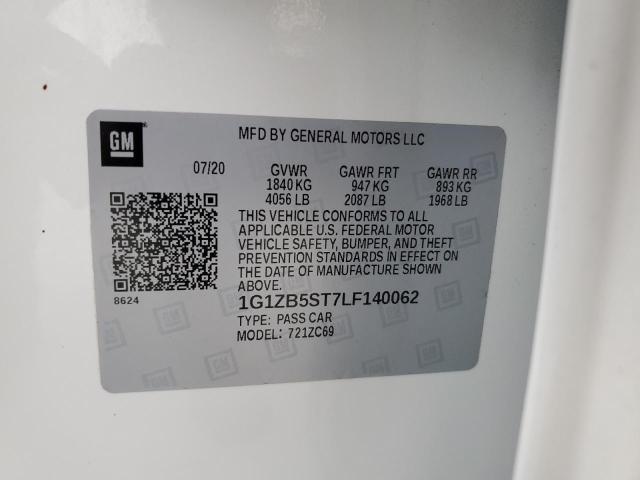 GM
MFD BY GENERAL MOTORS LLC
07/20 GVWR GAWR FRT GAWR RR
1840 KG 947 KG 893 KG
4056 LB 2087 LB 1968 LB
THIS VEHICLE CONFORMS TO ALL
APPLICABLE U.S. FEDERAL MOTOR
VEHICLE SAFETY, BUMPER, AND THEFT
PREVENTION STANDARDS IN EFFECT ON
THE DATE OF MANUFACTURE SHOWN
ABOVE.
8624
1G1ZB5ST7LF140062
TYPE: PASS CAR
MODEL: 721ZC69